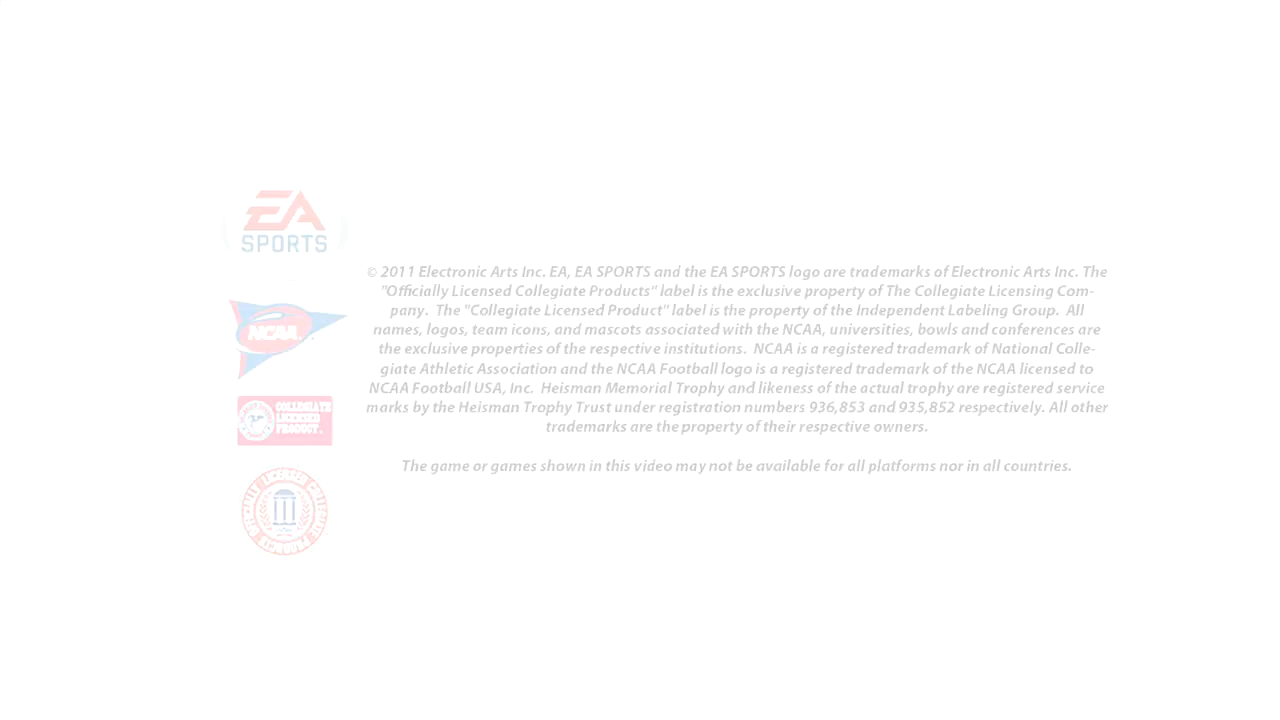 EA
SPORTS
© 2011 Electronic Arts Inc. EA, EA SPORTS and the EA SPORTS logo are trademarks of Electronic Arts Inc. The
"Officially Licensed Collegiate Products" label is the exclusive property of The Collegiate Licensing Com-
pany.  The "Collegiate Licensed Product" label is the property of the Independent Labeling Group.  All
NCAA
names, logos, team icons, and mascots associated with the NCAA, universities, bowls and conferences are
the exclusive properties of the respective institutions.  NCAA is a registered trademark of National Colle-
giate Athletic Association and the NCAA Football logo is a registered trademark of the NCAA licensed to
NCAA Football USA, Inc.  Heisman Memorial Trophy and likeness of the actual trophy are registered service
marks by the Heisman Trophy Trust under registration numbers 936,853 and 935,852 respectively. All other
trademarks are the property of their respective owners.
COLLEGIATE
LICENSED
PRODUCT
The game or games shown in this video may not be available for all platforms nor in all countries.
OFFICIALLY LICENSED COLLEGIATE PRODUCTS